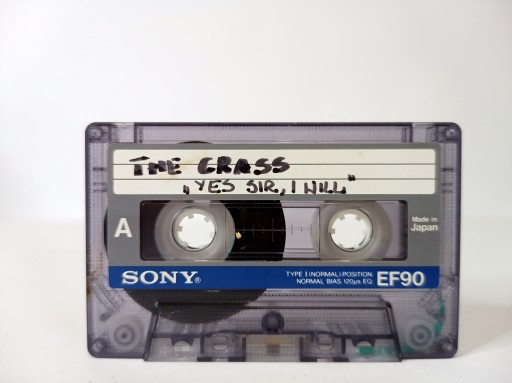 THE CRASS
„YES SIR, I WILL"
A
Made in
Japan
SONY®
TYPE I (NORMAL) POSITION
NORMAL BIAS 120µs EQ
EF90